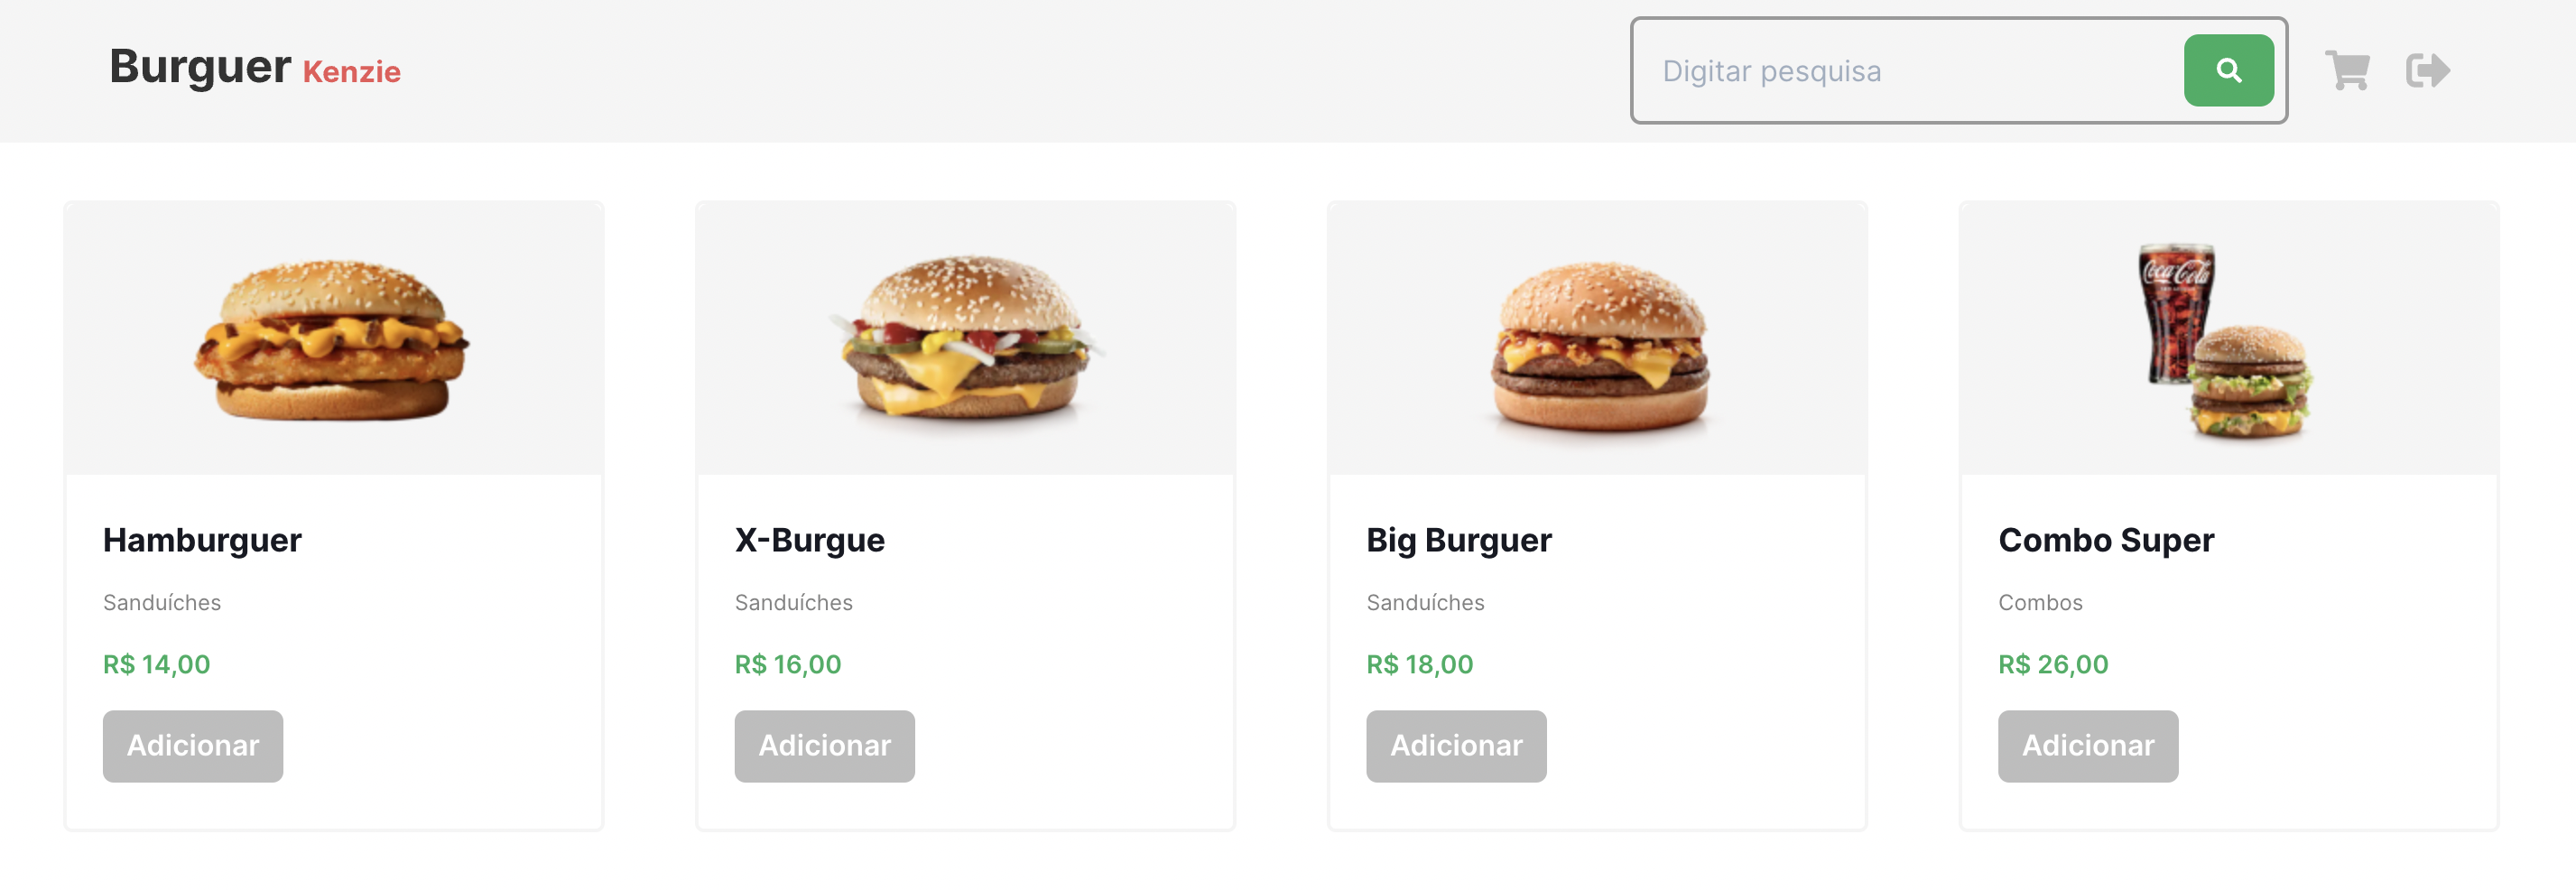 Burguer Kenzie
Digitar pesquisa
Coca-Cola
Hamburguer
Sanduíches
R$ 14,00
Adicionar
X-Burgue
Sanduíches
R$ 16,00
Adicionar
Big Burguer
Sanduíches
R$ 18,00
Adicionar
Combo Super
Combos
R$ 26,00
Adicionar